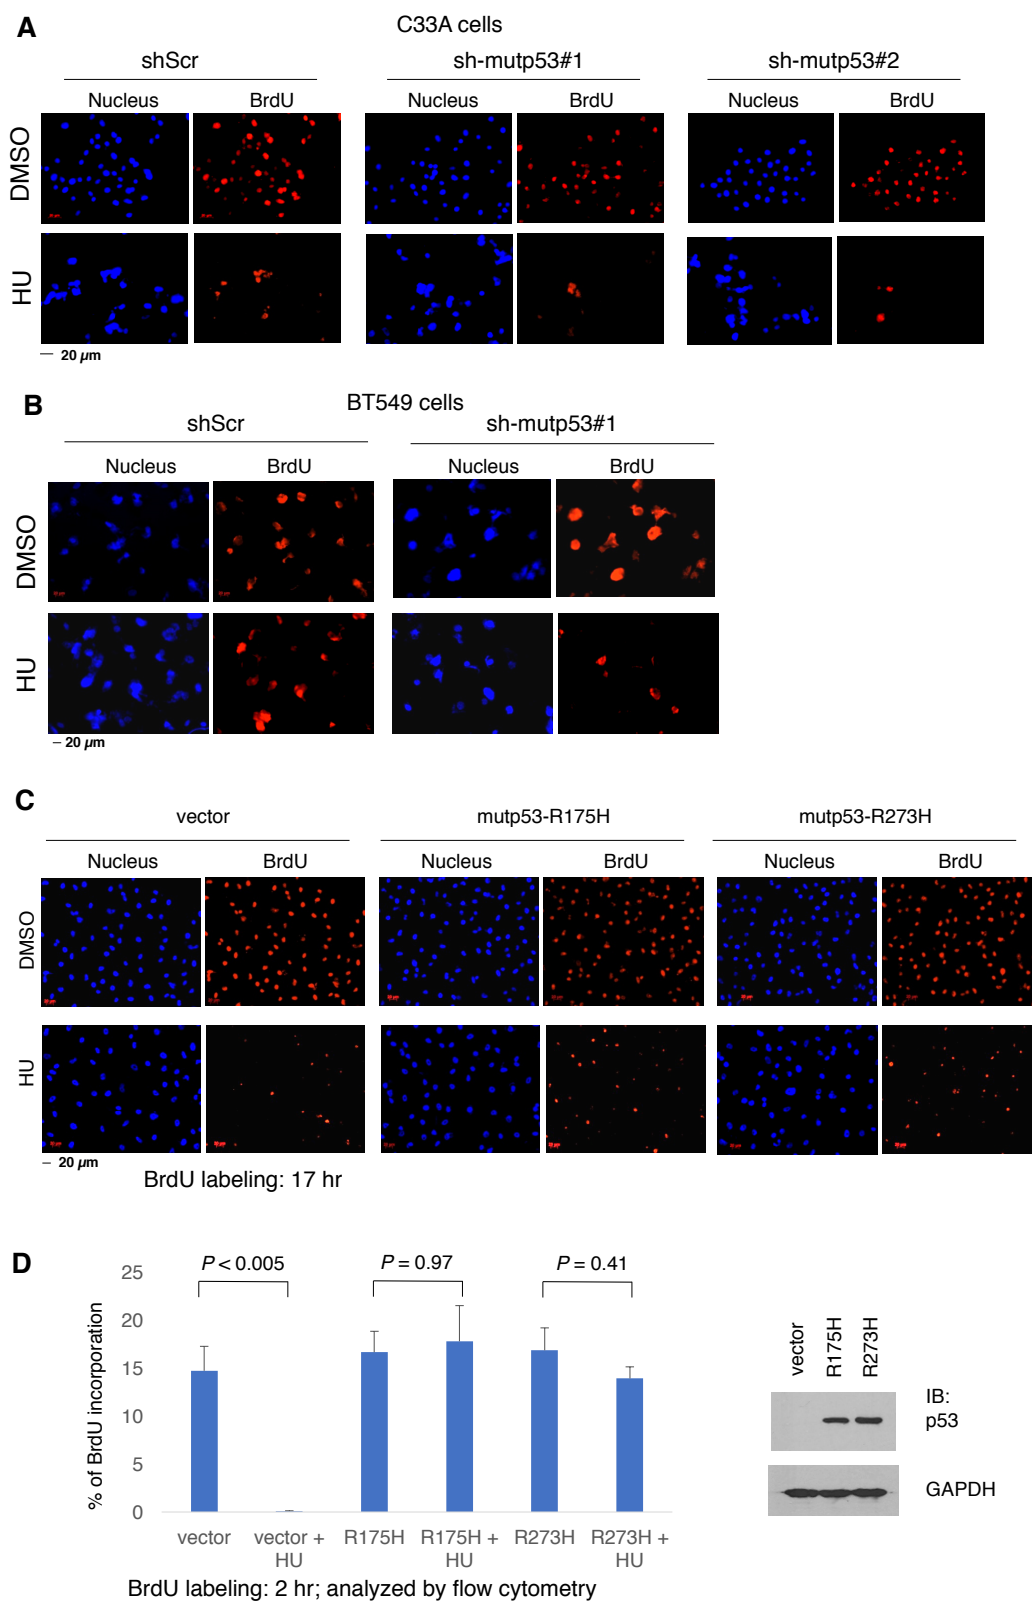 A
C33A cells
shScr
sh-mutp53#1
sh-mutp53#2
Nucleus BrdU Nucleus BrdU Nucleus BrdU
DMSO
HU
20 µm
B
BT549 cells
shScr
sh-mutp53#1
Nucleus BrdU Nucleus BrdU
DMSO
HU
20 µm
C
vector
mutp53-R175H
mutp53-R273H
Nucleus BrdU Nucleus BrdU Nucleus BrdU
DMSO
HU
20 µm
BrdU labeling: 17 hr
D
P < 0.005
P = 0.97
P = 0.41
% of BrdU incorporation
25
20
15
10
5
0
vector
vector + HU
R175H
R175H + HU
R273H
R273H + HU
BrdU labeling: 2 hr; analyzed by flow cytometry
vector
R175H
R273H
IB:
p53
GAPDH